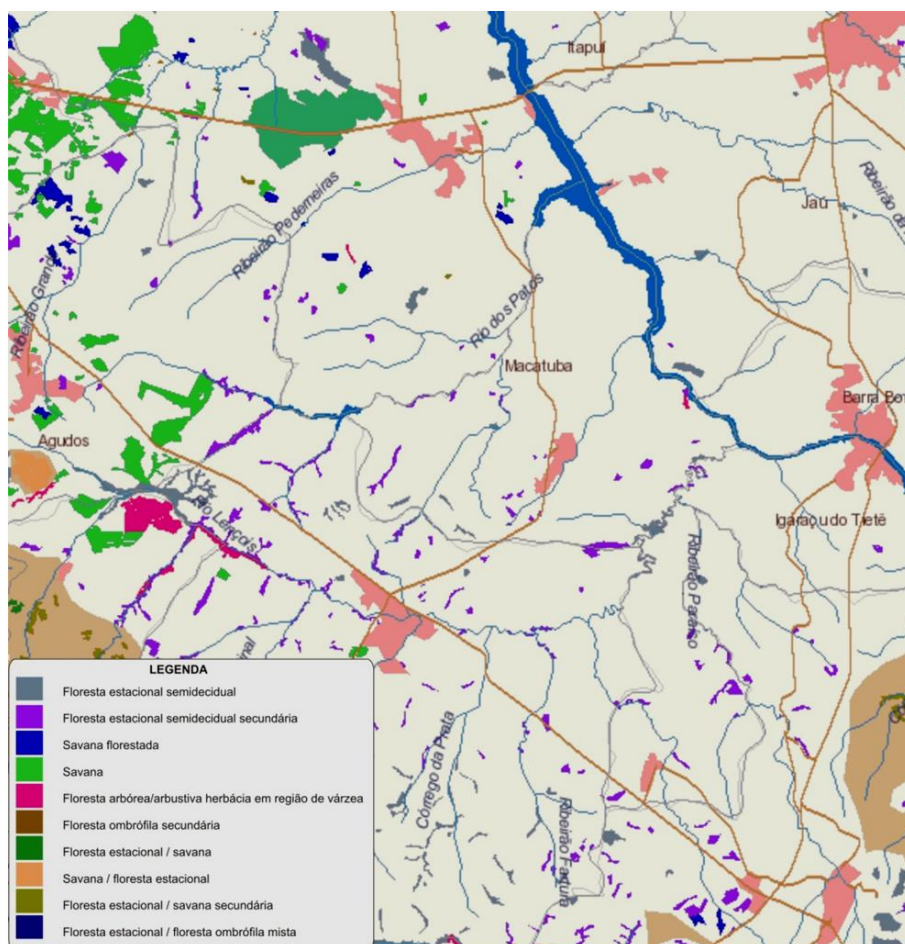 Itapuí
Ribeirão Pederneiras
Jaú
Ribeirão da
Ribeirão Grande
Rio dos Patos
Macatuba
Barra Bo
Agudos
Rio Lençóis
Igaraçu do Tietê
Ribeirão Paraíso
Córrego da Prata
Ribeirão Fartura
LEGENDA
Floresta estacional semidecidual
Floresta estacional semidecidual secundária
Savana florestada
Savana
Floresta arbórea/arbustiva herbácia em região de várzea
Floresta ombrófila secundária
Floresta estacional / savana
Savana / floresta estacional
Floresta estacional / savana secundária
Floresta estacional / floresta ombrófila mista